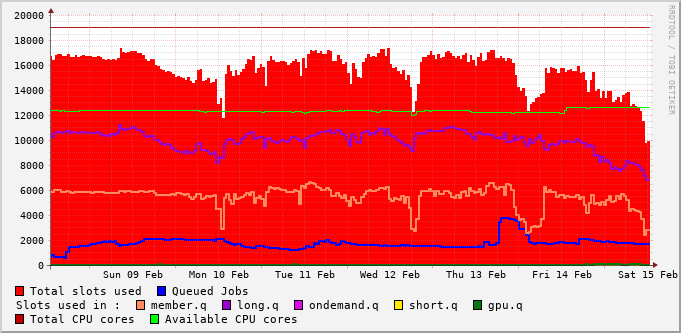 20000
18000
16000
14000
12000
10000
8000
6000
4000
2000
0
Sun 09 Feb Mon 10 Feb Tue 11 Feb Wed 12 Feb Thu 13 Feb Fri 14 Feb Sat 15 Feb
RRDTOOL / TOBI OETIKER
Total slots used Queued Jobs
Slots used in : member.q long.q ondemand.q short.q gpu.q
Total CPU cores Available CPU cores